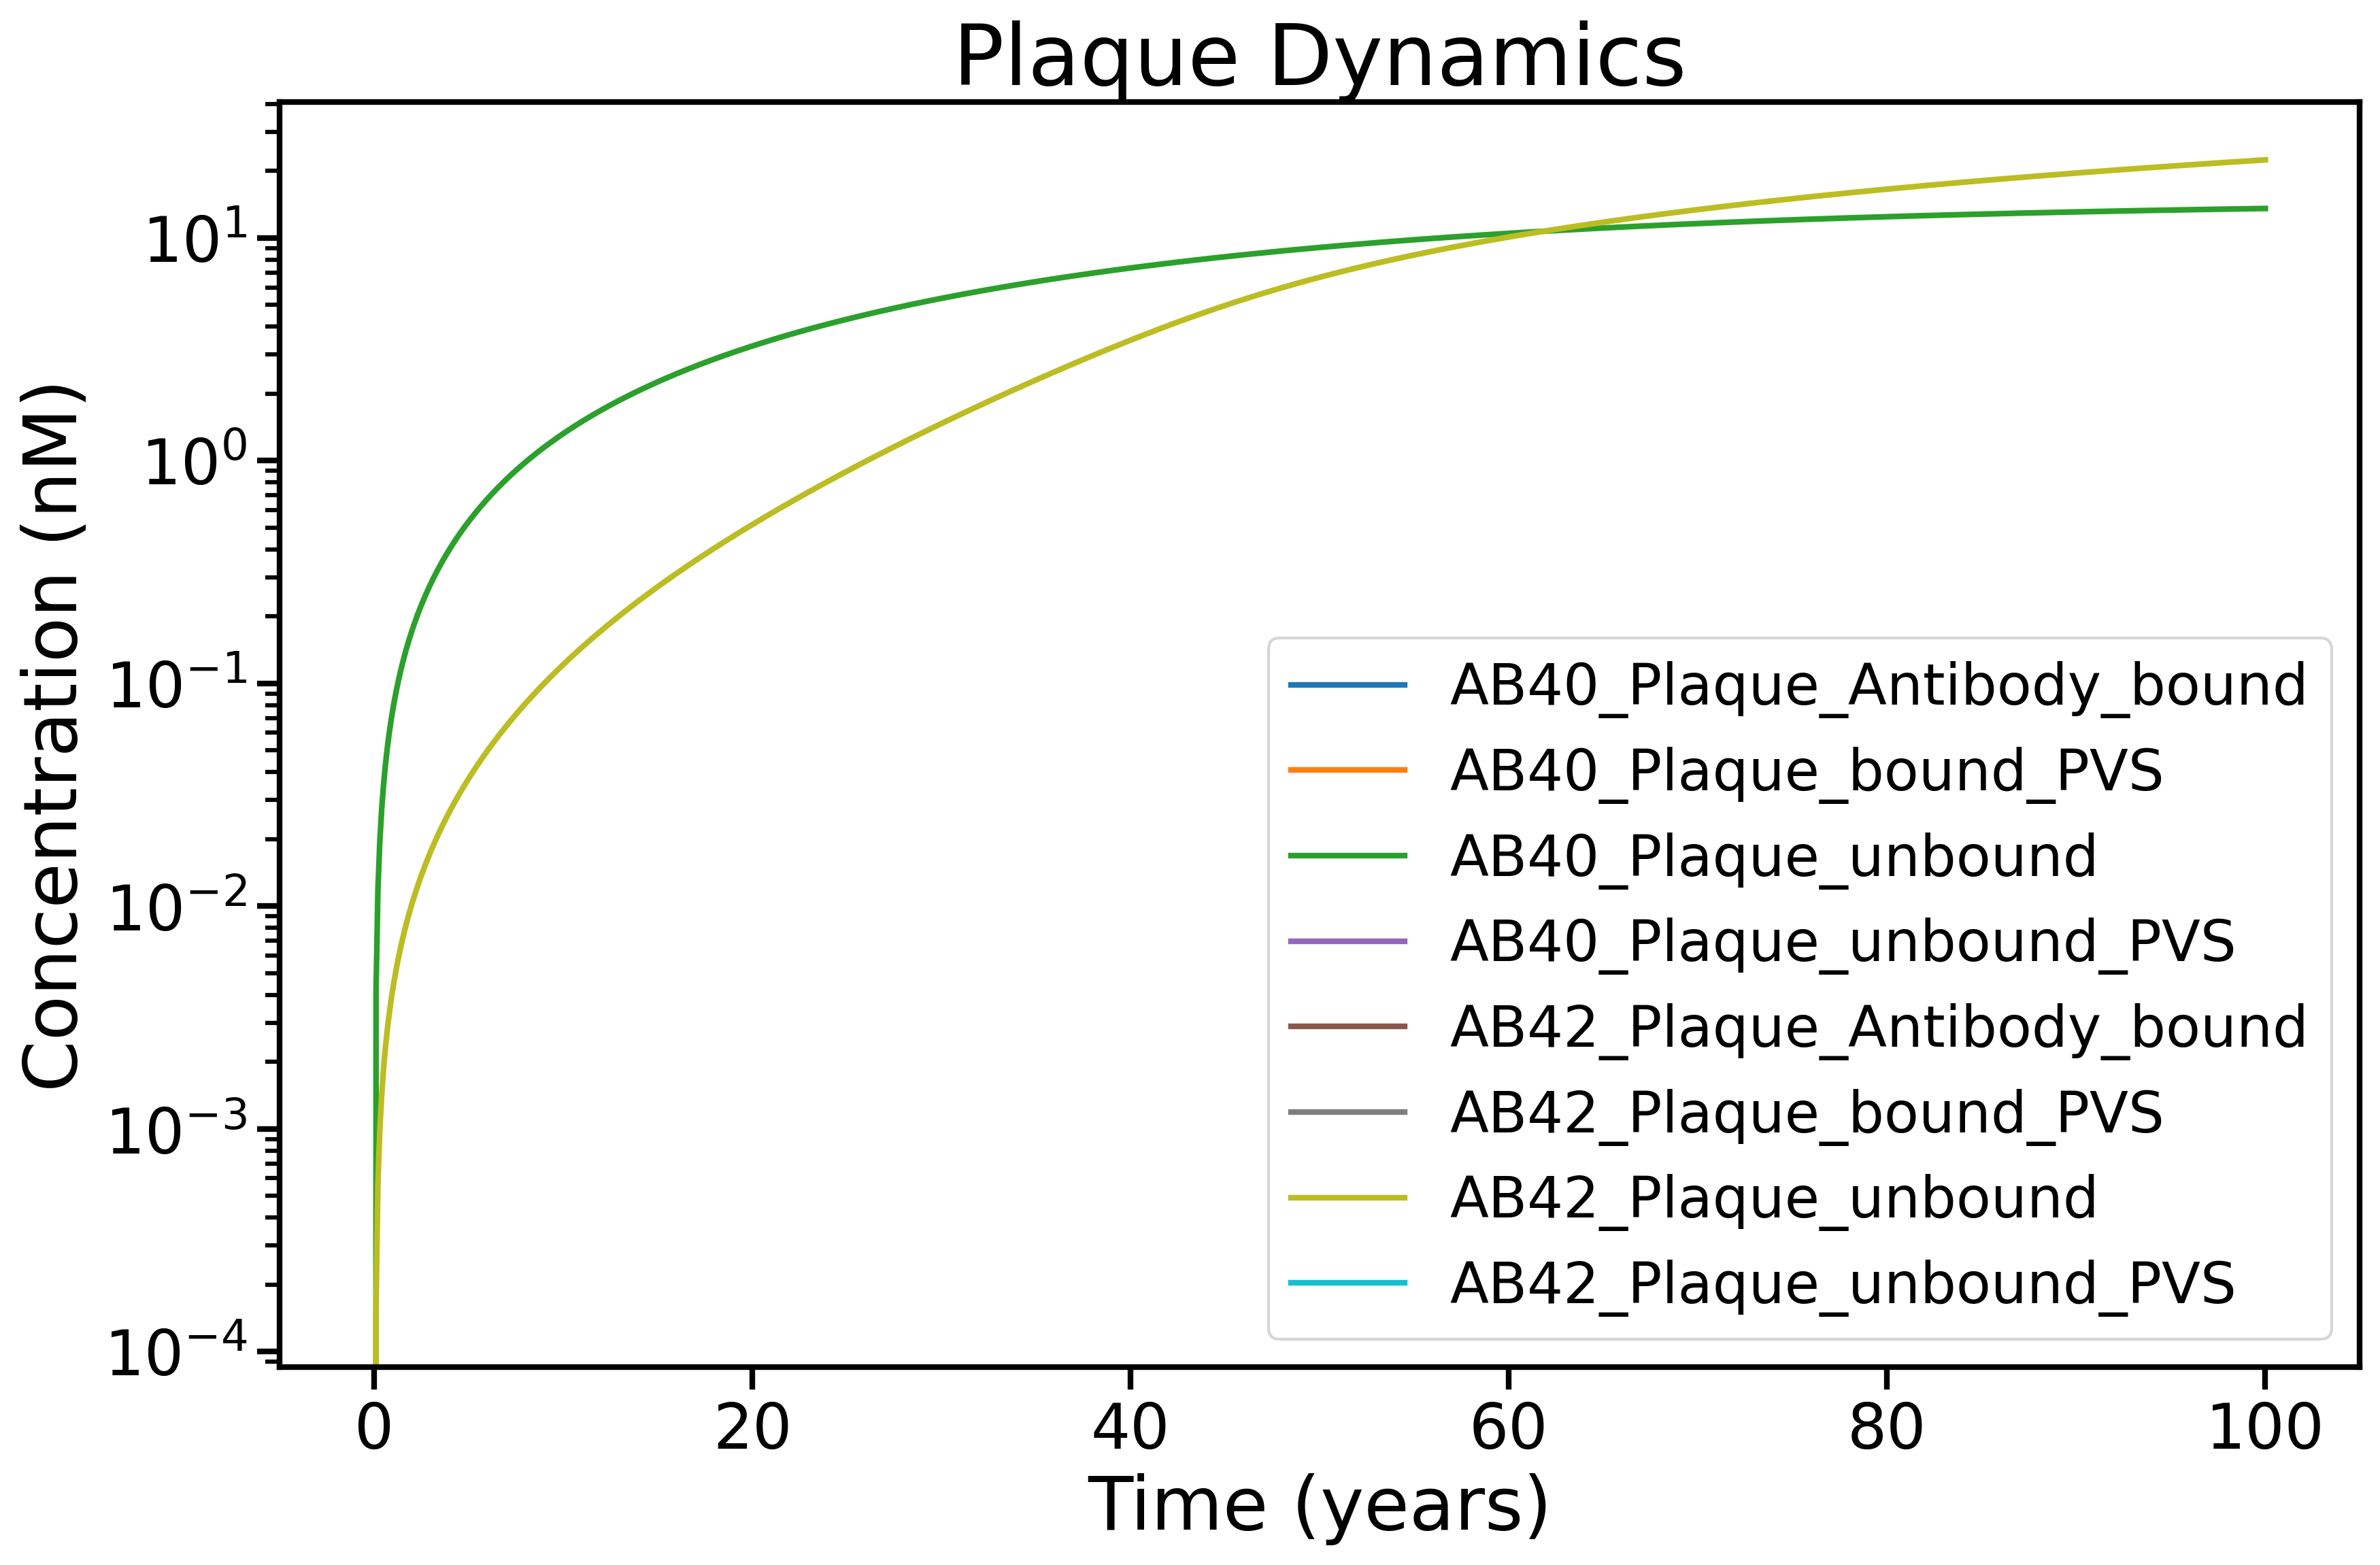 Plaque Dynamics
Concentration (nM)
10^1
10^0
10^−1
10^−2
10^−3
10^−4
AB40_Plaque_Antibody_bound
AB40_Plaque_bound_PVS
AB40_Plaque_unbound
AB40_Plaque_unbound_PVS
AB42_Plaque_Antibody_bound
AB42_Plaque_bound_PVS
AB42_Plaque_unbound
AB42_Plaque_unbound_PVS
0 20 40 60 80 100
Time (years)